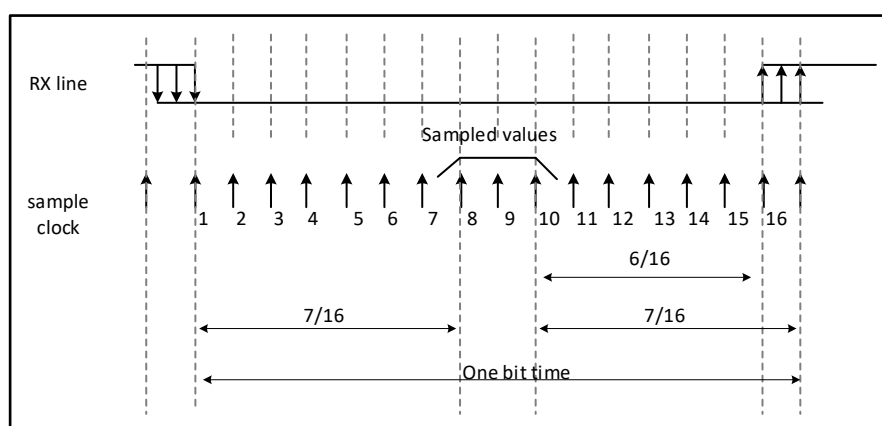 RX line
Sampled values
sample
clock
1 2 3 4 5 6 7 8 9 10 11 12 13 14 15 16
6/16
7/16 7/16
One bit time